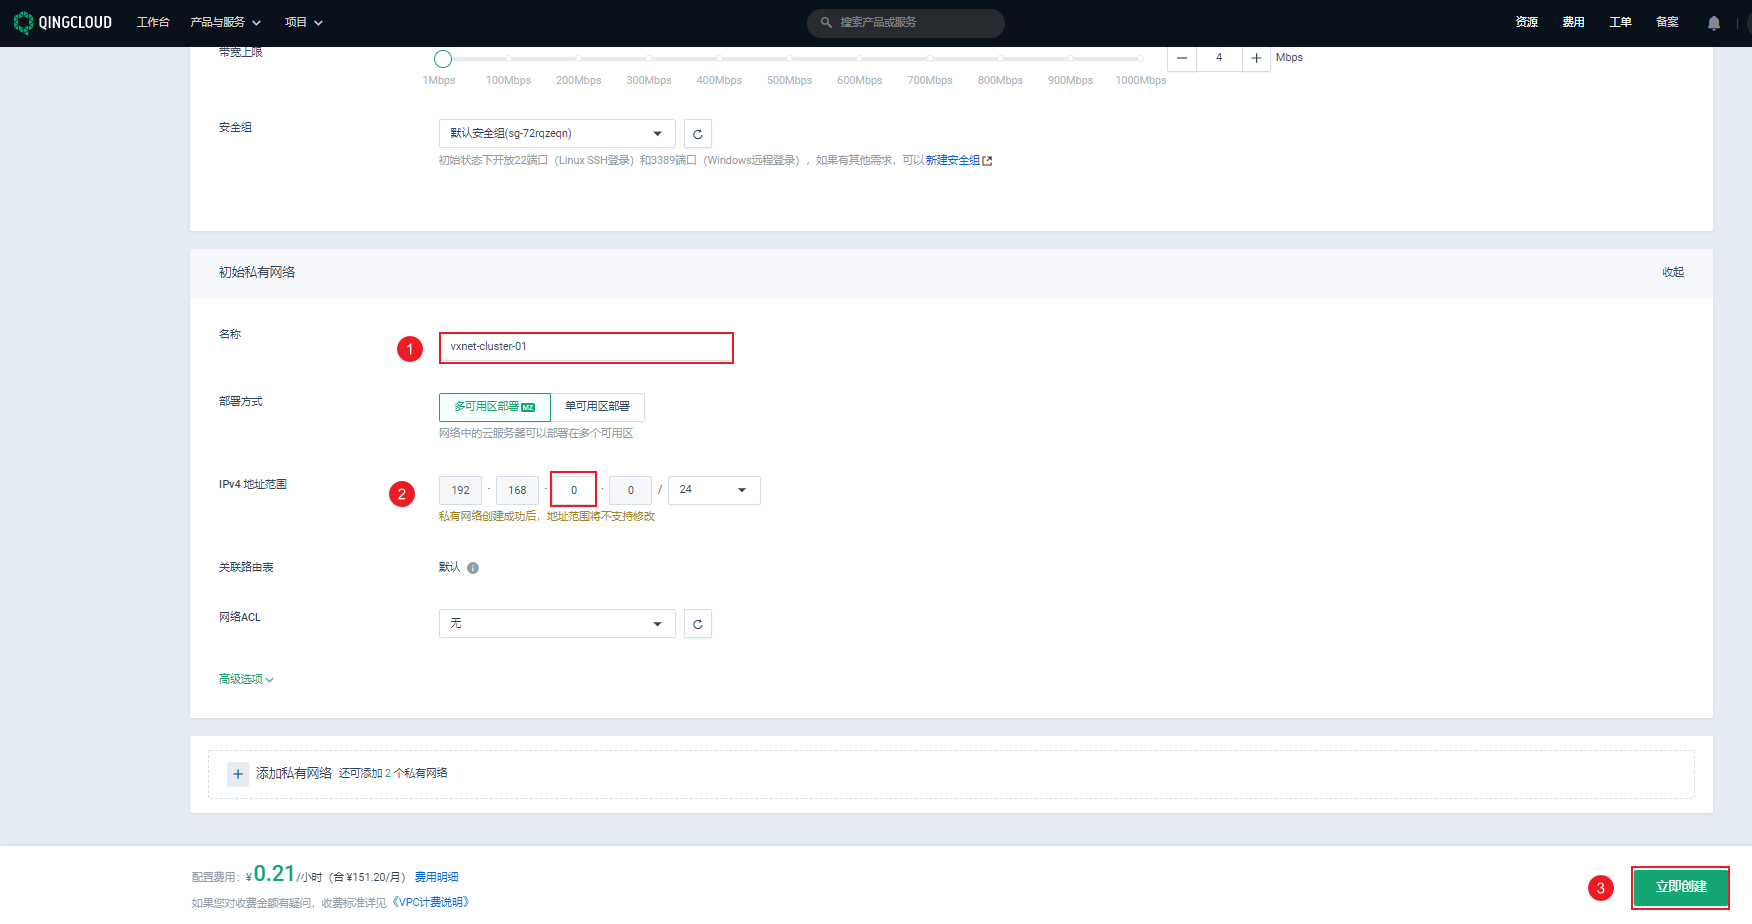 QINGCLOUD 工作台 产品与服务 项目 搜索产品或服务 资源 费用 工单 备案
带宽上限 4 Mbps
1Mbps 100Mbps 200Mbps 300Mbps 400Mbps 500Mbps 600Mbps 700Mbps 800Mbps 900Mbps 1000Mbps
安全组 默认安全组(sg-72rqzeqn)
初始状态下开放22端口（Linux SSH登录）和3389端口（Windows远程登录），如果有其他需求，可以 新建安全组
初始私有网络 收起
名称
1 vxnet-cluster-01
部署方式 多可用区部署 MZ 单可用区部署
网络中的云服务器可以部署在多个可用区
IPv4 地址范围
2 192 · 168 · 0 · 0 / 24
私有网络创建成功后，地址范围将不支持修改
关联路由表 默认
网络ACL 无
高级选项
+ 添加私有网络 还可添加 2 个私有网络
配置费用: ¥0.21/小时（合 ¥151.20/月） 费用明细
如果您对收费金额有疑问，收费标准详见《VPC计费说明》
3 立即创建